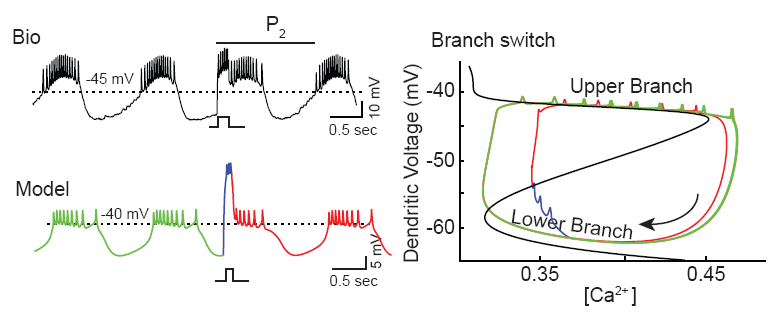 Bio
P2
-45 mV
10 mV
0.5 sec
Model
-40 mV
5 mV
0.5 sec
Branch switch
Upper Branch
Lower Branch
Dendritic Voltage (mV)
-40
-50
-60
0.35
0.45
[Ca2+]